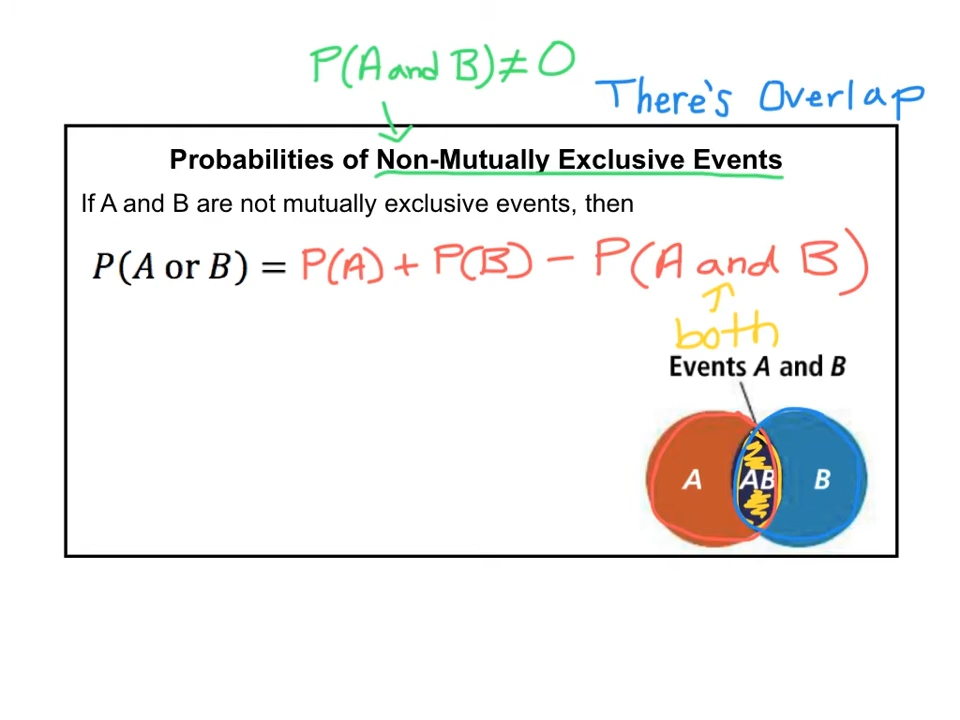 P(A and B) ≠ 0
There's Overlap
Probabilities of Non-Mutually Exclusive Events
If A and B are not mutually exclusive events, then
P(A or B) = P(A) + P(B) − P(A and B)
both
Events A and B
A AB B